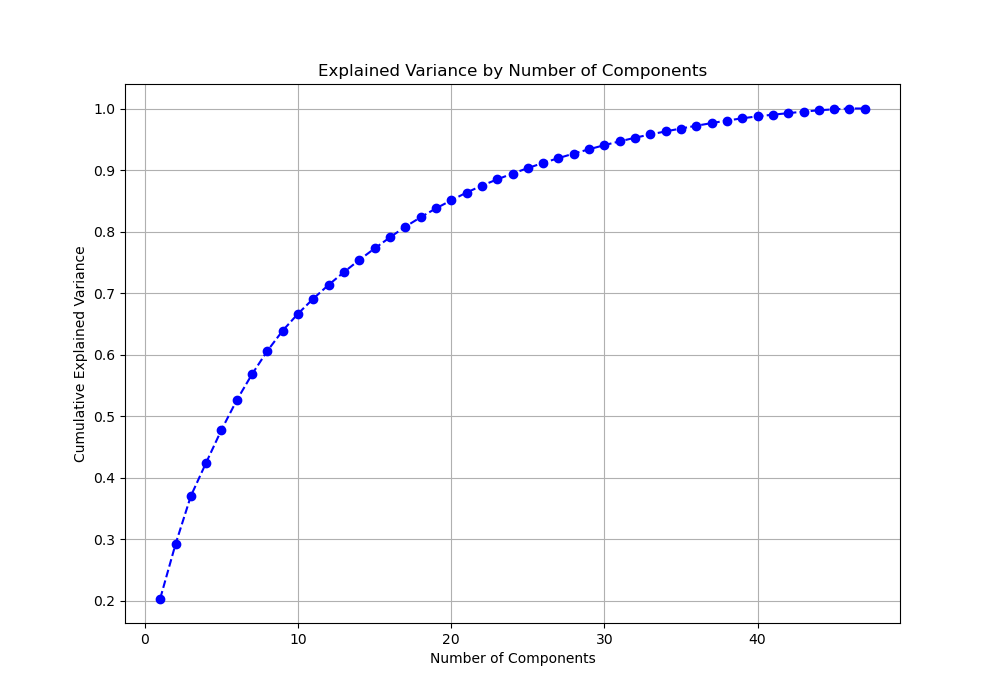 Explained Variance by Number of Components
Cumulative Explained Variance
1.0
0.9
0.8
0.7
0.6
0.5
0.4
0.3
0.2
0 10 20 30 40
Number of Components